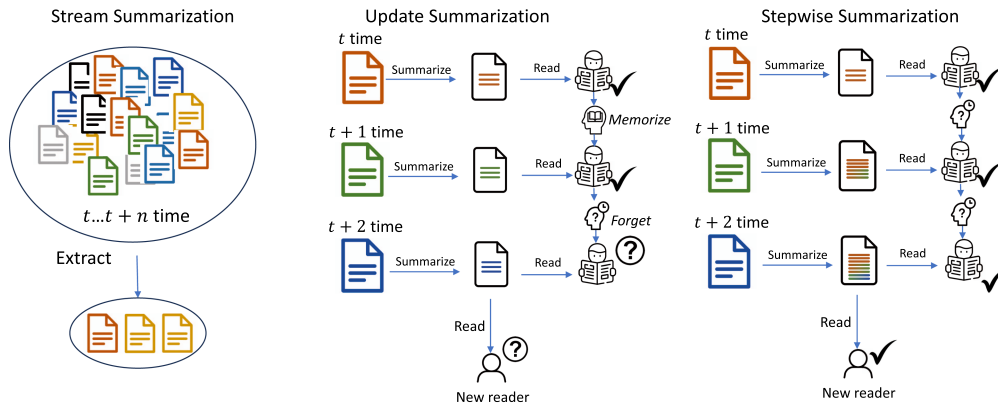 Stream Summarization
t...t + n time
Extract
Update Summarization
t time
Summarize
Read
Memorize
t + 1 time
Summarize
Read
?
Forget
t + 2 time
Summarize
Read
?
Read
?
New reader
Stepwise Summarization
t time
Summarize
Read
?
t + 1 time
Summarize
Read
?
t + 2 time
Summarize
Read
Read
New reader